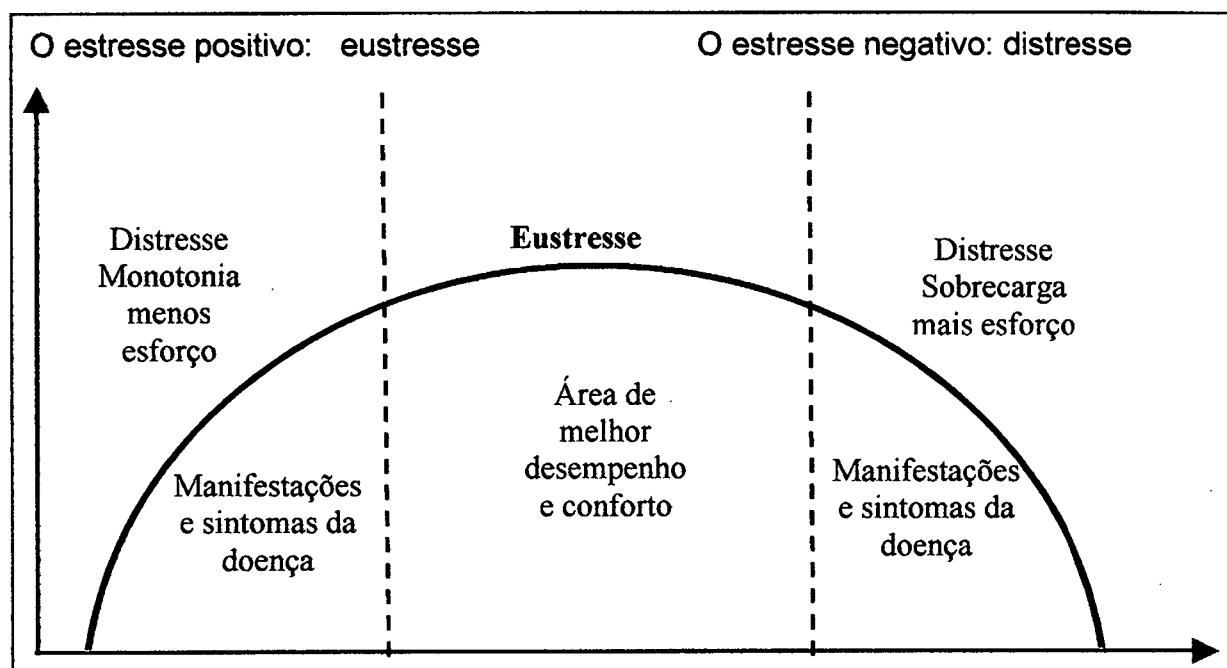 O estresse positivo: eustresse
O estresse negativo: distresse
Distresse
Monotonia
menos
esforço
Eustresse
Distresse
Sobrecarga
mais esforço
Manifestações
e sintomas da
doença
Área de
melhor
desempenho
e conforto
Manifestações
e sintomas da
doença